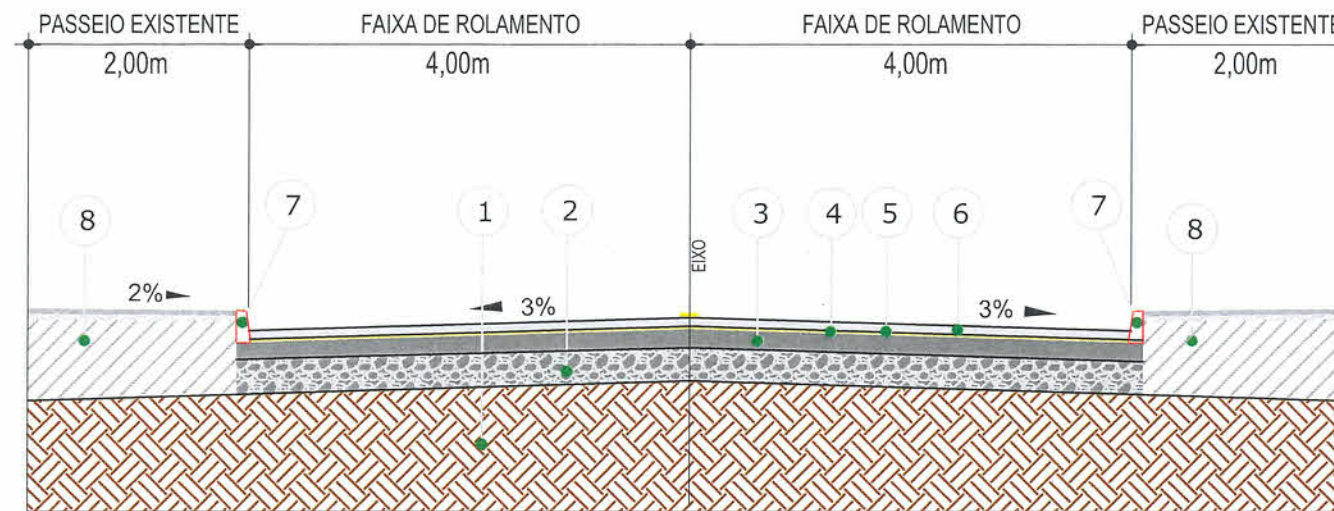 PASSEIO EXISTENTE FAIXA DE ROLAMENTO FAIXA DE ROLAMENTO PASSEIO EXISTENTE
2,00m 4,00m 4,00m 2,00m
8 7 1 2 3 4 5 6 7 8
EIXO
2% 3% 3%